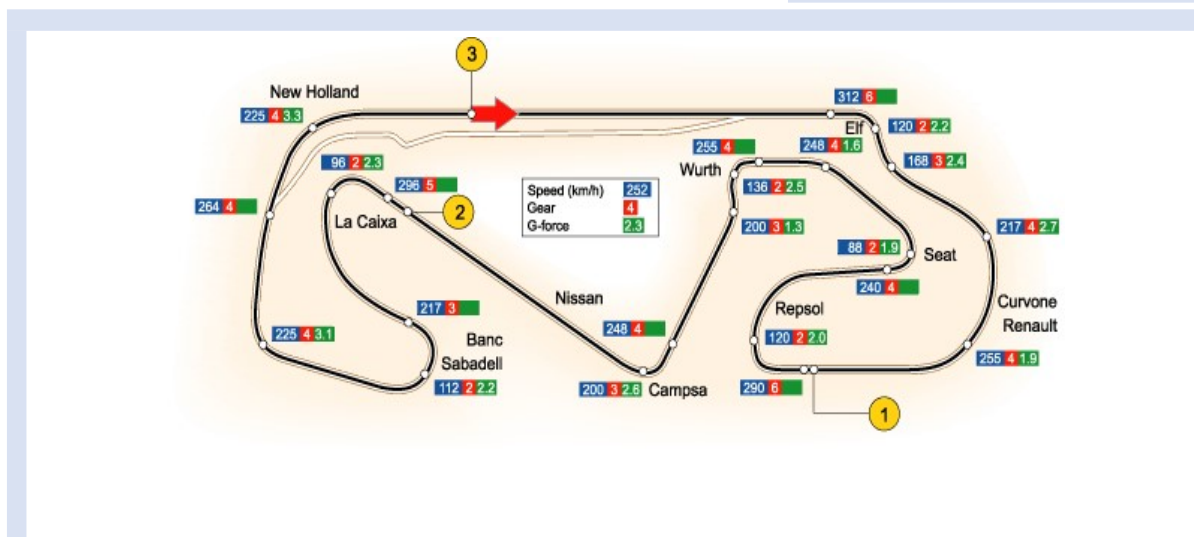 3
New Holland
225 4 3.3
312 6
Elf
120 2 2.2
255 4
248 4 1.6
Wurth
96 2 2.3
168 3 2.4
296 5
136 2 2.5
Speed (km/h) 252
Gear 4
G-force 2.3
264 4
2
La Caixa
200 3 1.3
217 4 2.7
88 2 1.9
Seat
240 4
Nissan
Repsol
Curvone
Renault
217 3
248 4
225 4 3.1
Banc
Sabadell
120 2 2.0
255 4 1.9
112 2 2.2
200 3 2.6
Campsa
290 6
1